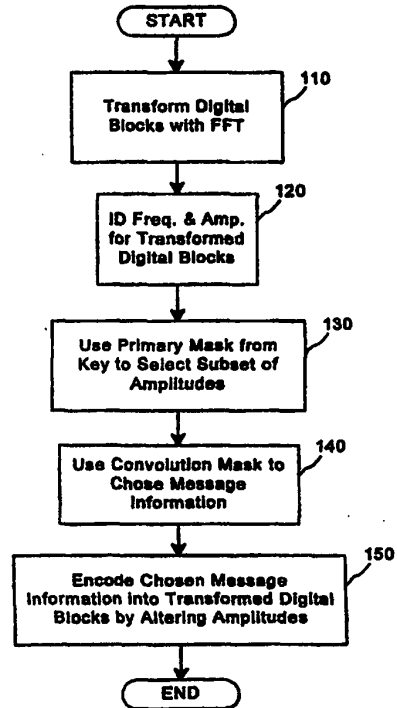 START
110
Transform Digital
Blocks with FFT
120
ID Freq. & Amp.
for Transformed
Digital Blocks
130
Use Primary Mask from
Key to Select Subset of
Amplitudes
140
Use Convolution Mask to
Chose Message
Information
150
Encode Chosen Message
Information into Transformed Digital
Blocks by Altering Amplitudes
END